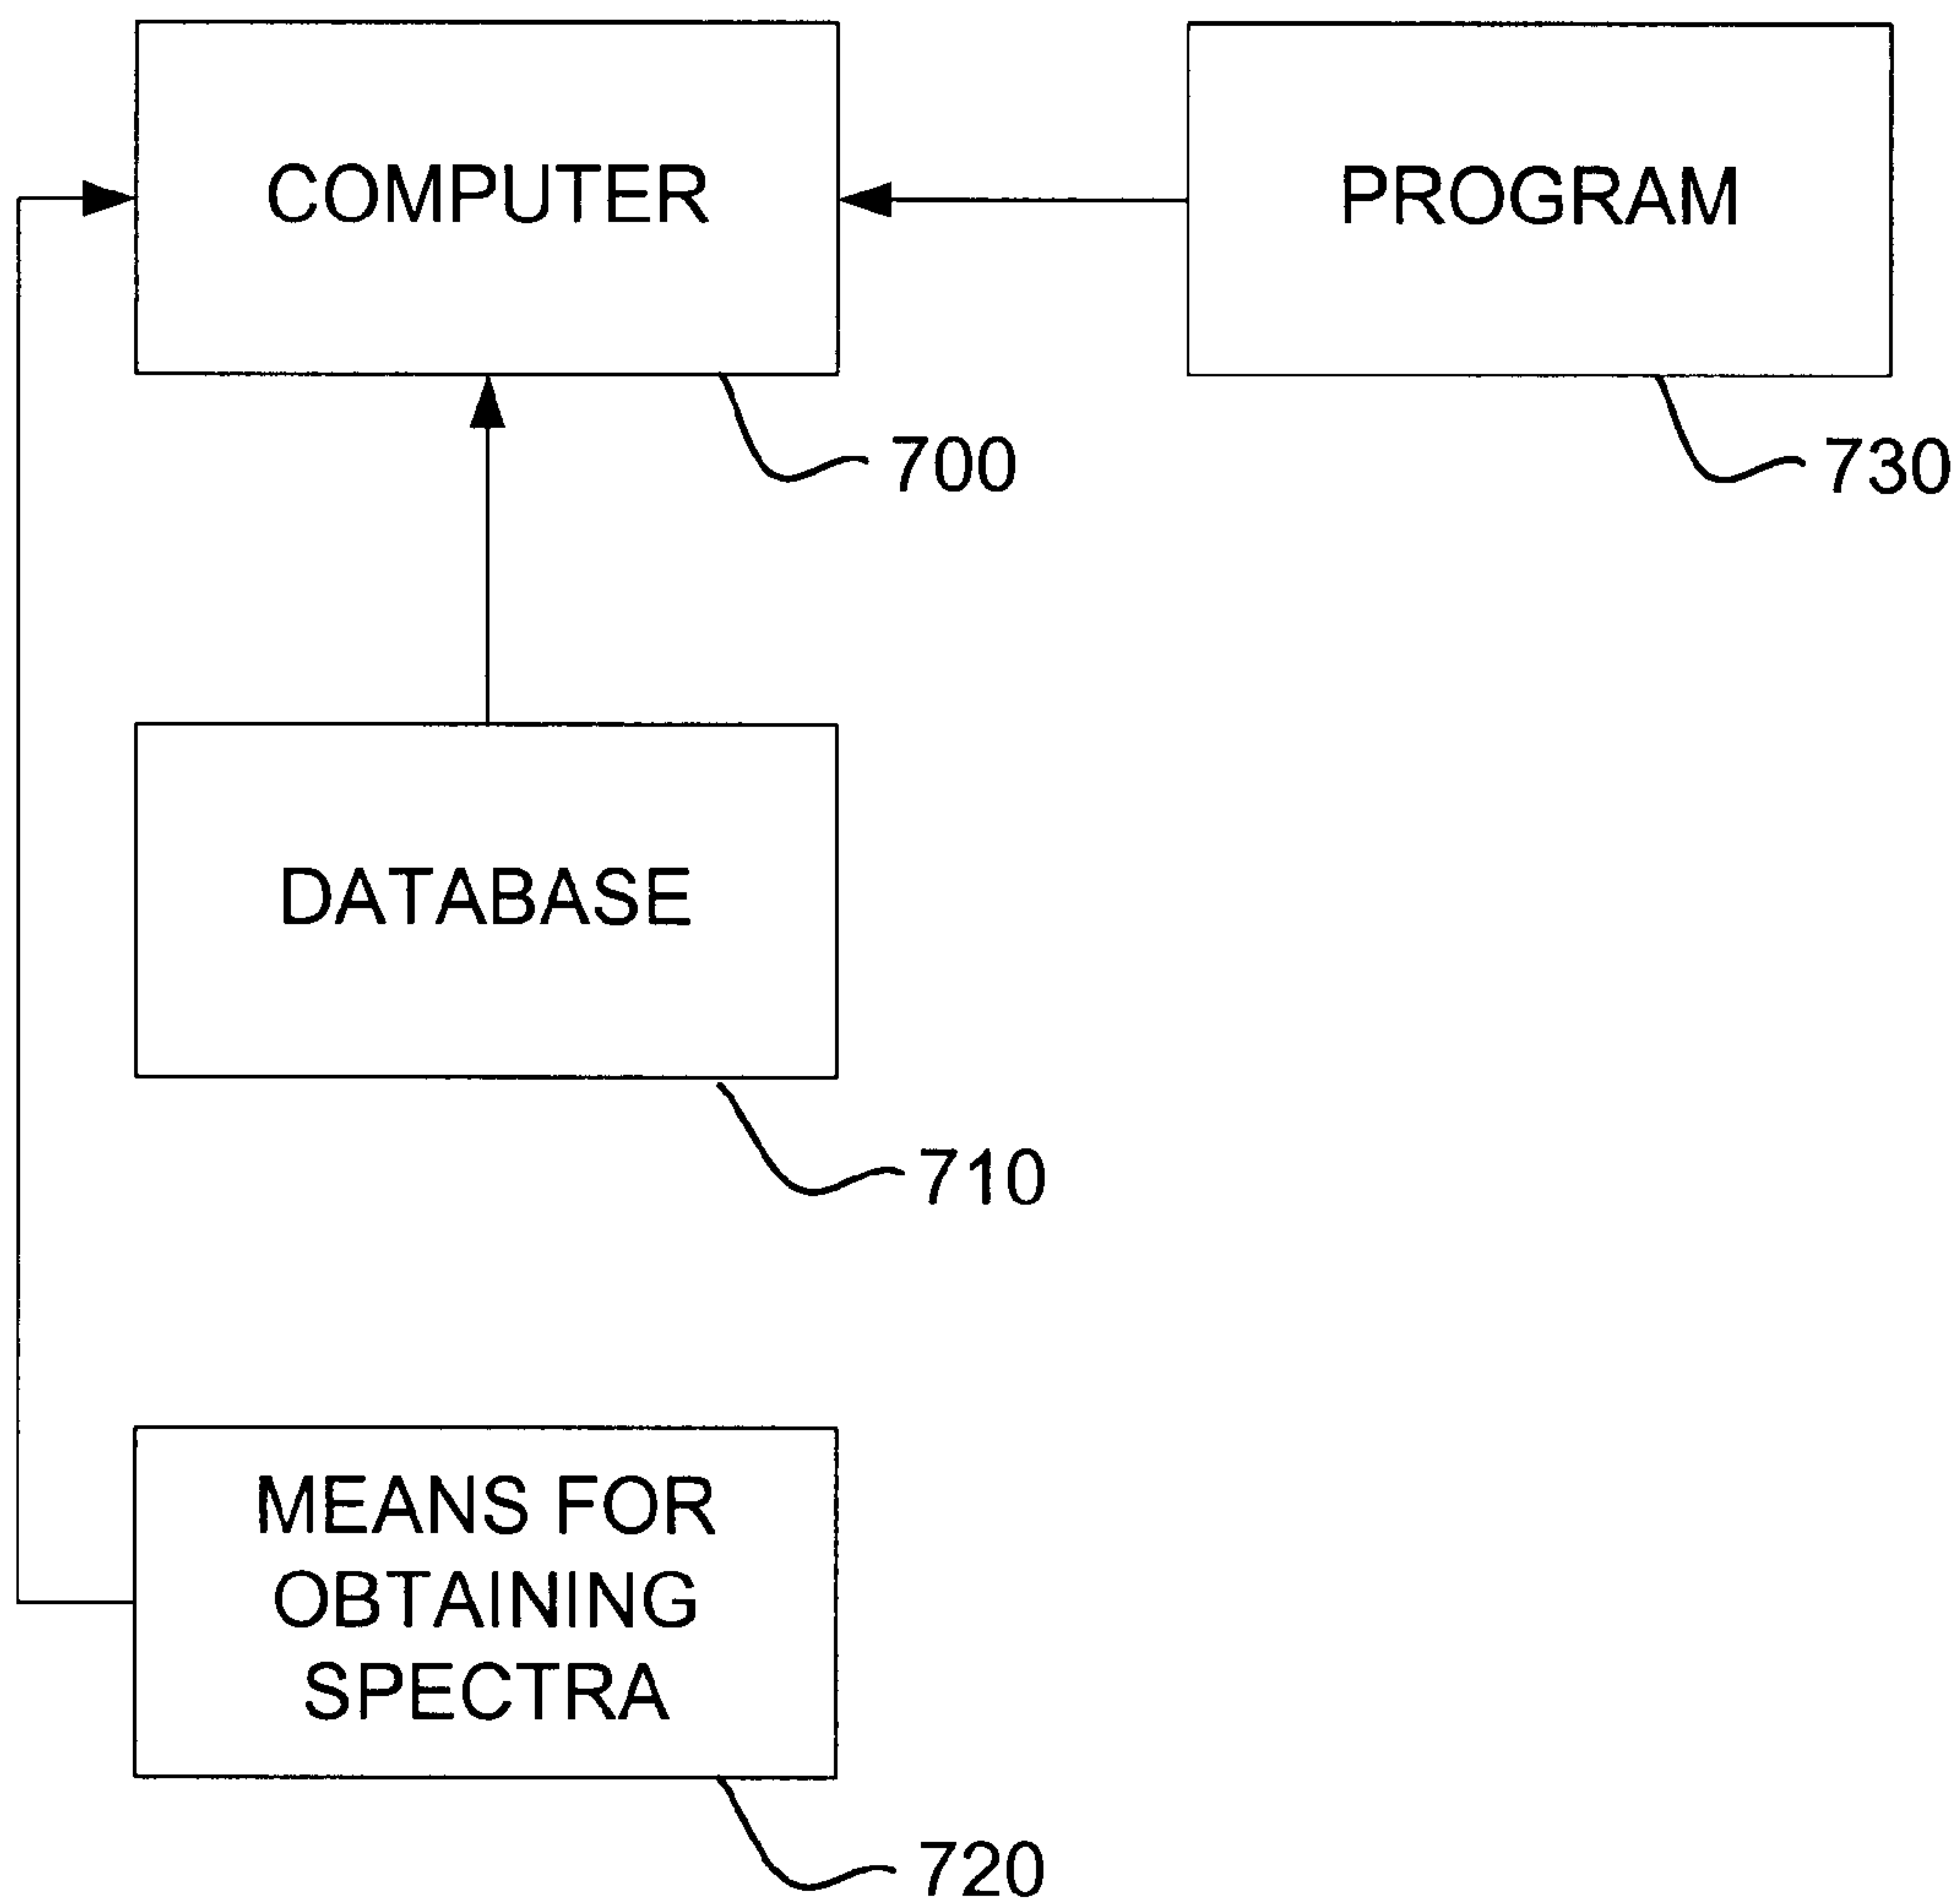 COMPUTER
PROGRAM
700
730
DATABASE
710
MEANS FOR
OBTAINING
SPECTRA
720